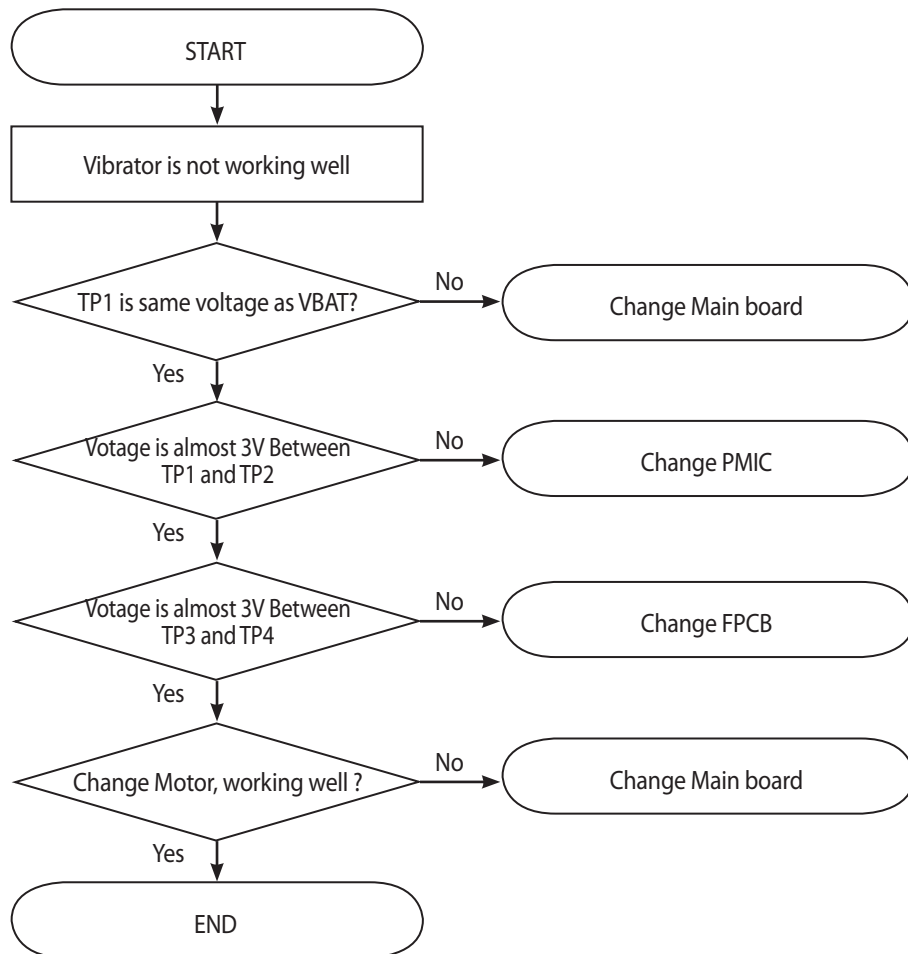 START
Vibrator is not working well
TP1 is same voltage as VBAT?
No
Change Main board
Yes
Votage is almost 3V Between
TP1 and TP2
No
Change PMIC
Yes
Votage is almost 3V Between
TP3 and TP4
No
Change FPCB
Yes
Change Motor, working well ?
No
Change Main board
Yes
END